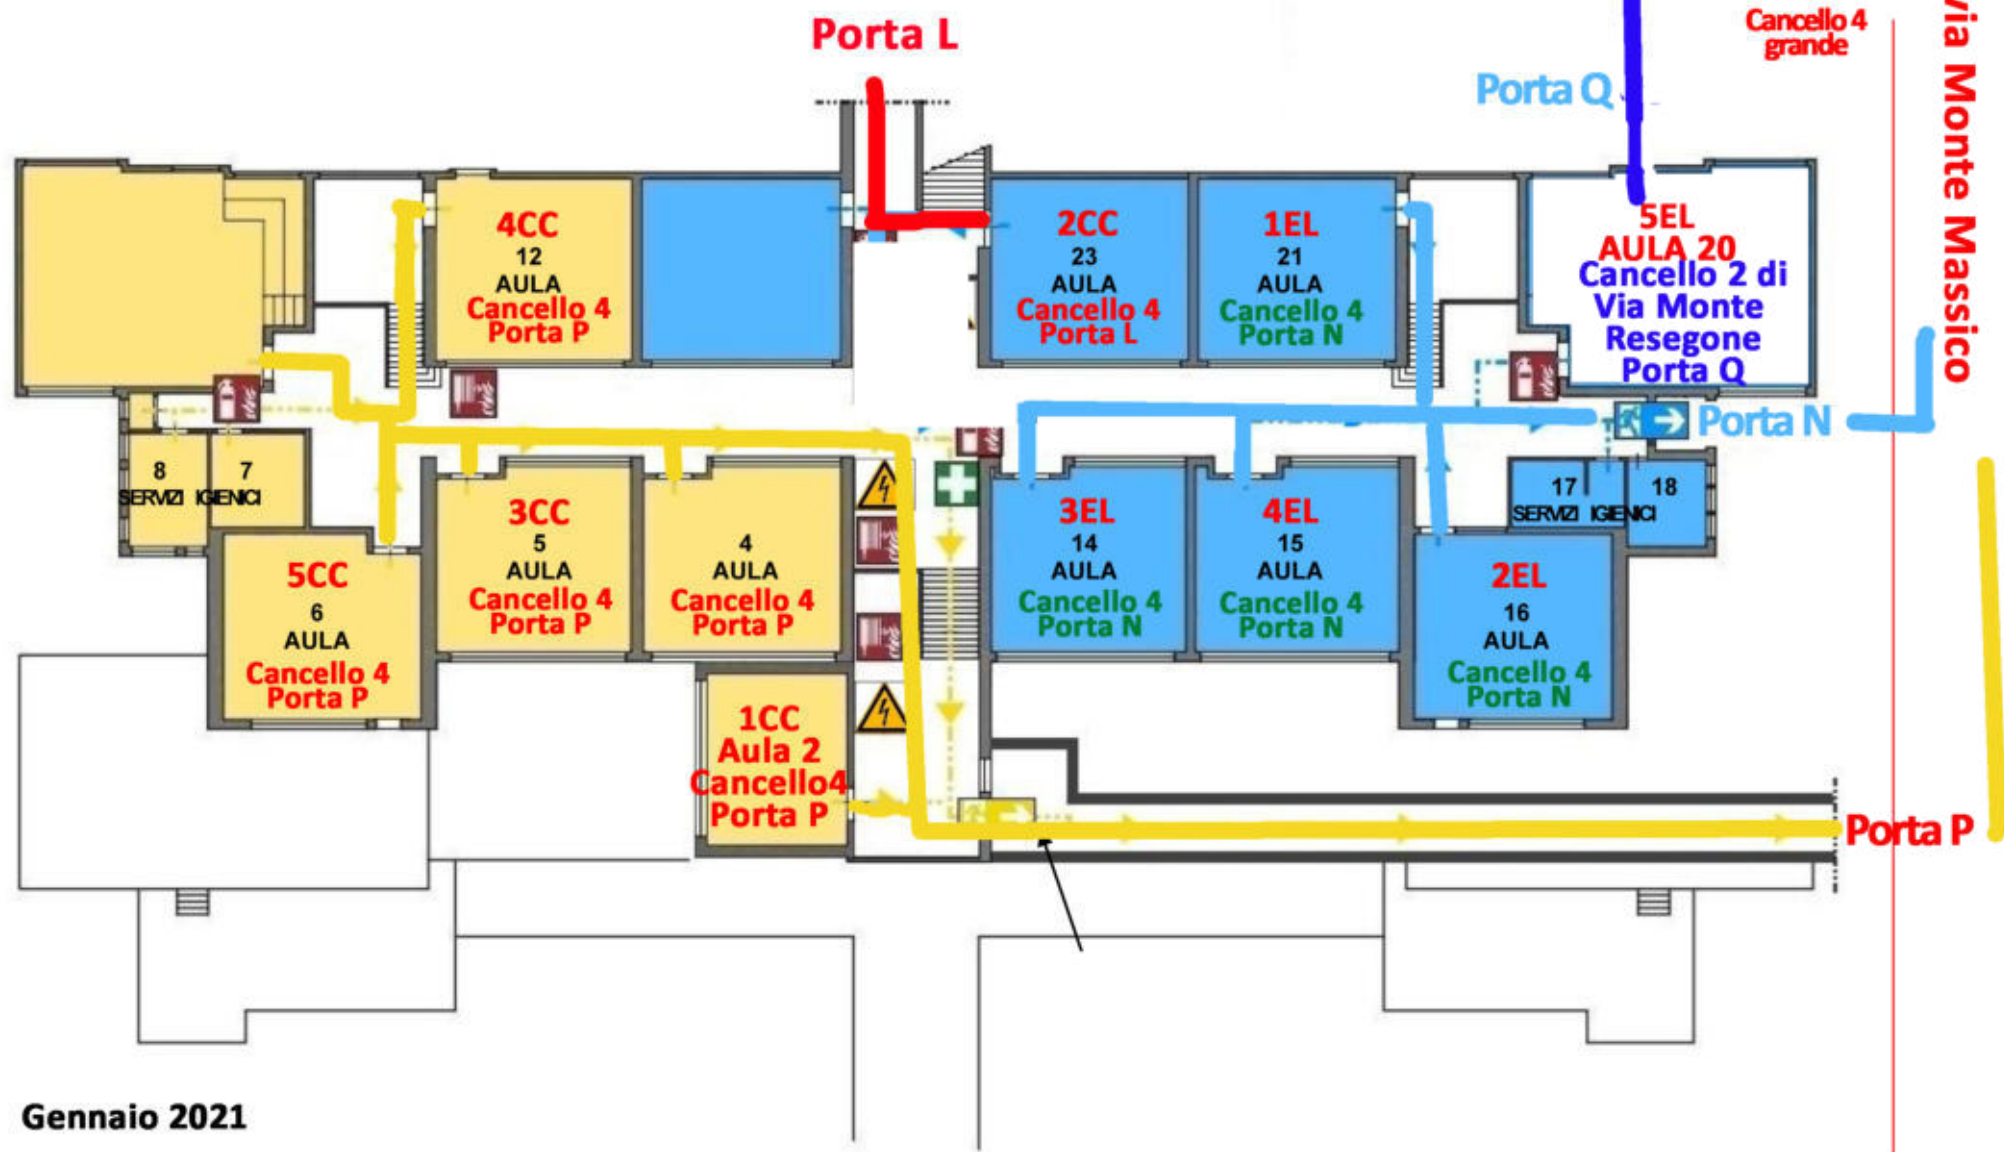 Porta L
Cancello 4
grande
via Monte Massico
Porta Q
4CC
12
AULA
Cancello 4
Porta P
2CC
23
AULA
Cancello 4
Porta L
1EL
21
AULA
Cancello 4
Porta N
5EL
AULA 20
Cancello 2 di
Via Monte
Resegone
Porta Q
Porta N
8
7
SERVIZI IGIENICI
3CC
5
AULA
Cancello 4
Porta P
4
AULA
Cancello 4
Porta P
3EL
14
AULA
Cancello 4
Porta N
4EL
15
AULA
Cancello 4
Porta N
17
18
SERVIZI IGIENICI
5CC
6
AULA
Cancello 4
Porta P
2EL
16
AULA
Cancello 4
Porta N
1CC
Aula 2
Cancello4
Porta P
Porta P
Gennaio 2021